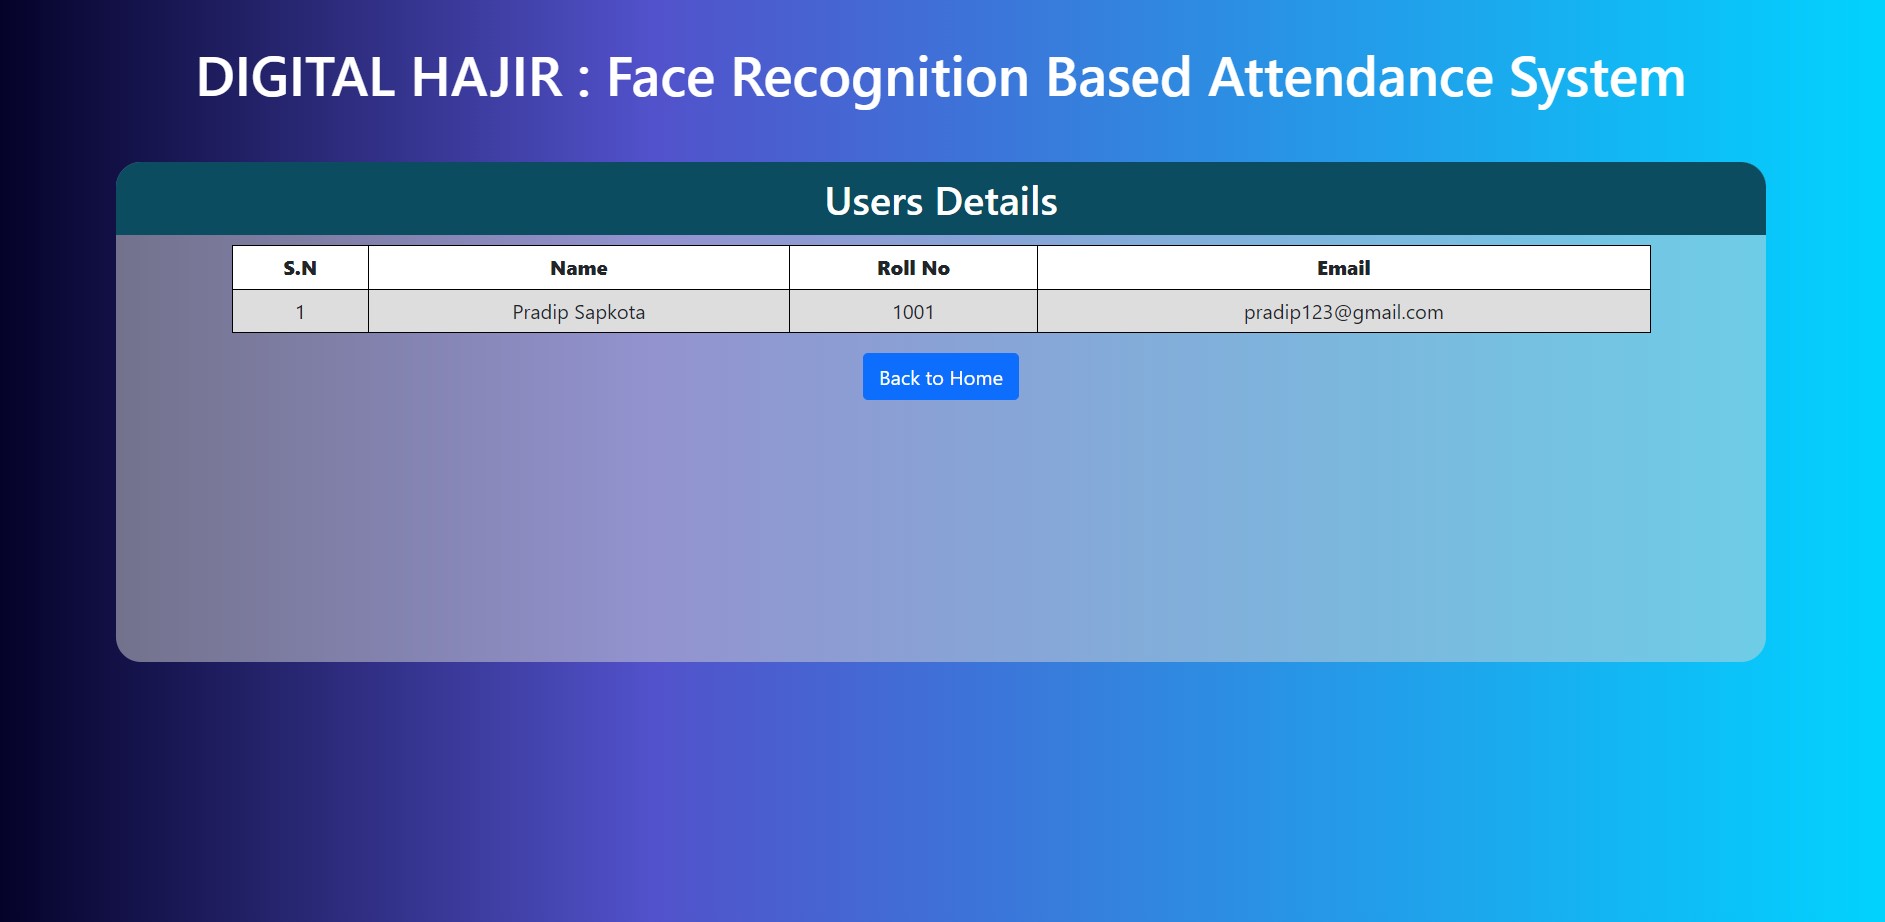 DIGITAL HAJIR : Face Recognition Based Attendance System
Users Details
S.N Name Roll No Email
1 Pradip Sapkota 1001 pradip123@gmail.com
Back to Home